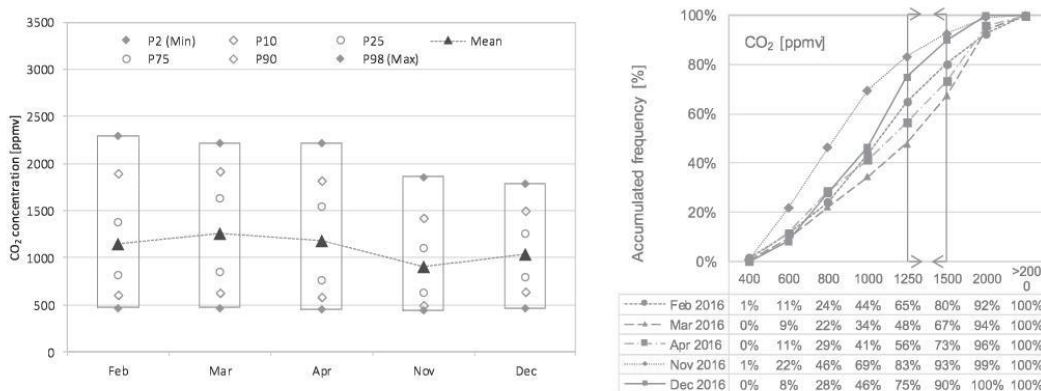 3500
3000
2500
2000
1500
1000
500
0
CO₂ concentration [ppmv]
P2 (Min) P10 P25 Mean
P75 P90 P98 (Max)
Feb Mar Apr Nov Dec
100%
80%
60%
40%
20%
0%
Accumulated frequency [%]
CO₂ [ppmv]
400 600 800 1000 1250 1500 2000 >200
0
Feb 2016 1% 11% 24% 44% 65% 80% 92% 100%
Mar 2016 0% 9% 22% 34% 48% 67% 94% 100%
Apr 2016 0% 11% 29% 41% 56% 73% 96% 100%
Nov 2016 1% 22% 46% 69% 83% 93% 99% 100%
Dec 2016 0% 8% 28% 46% 75% 90% 100% 100%